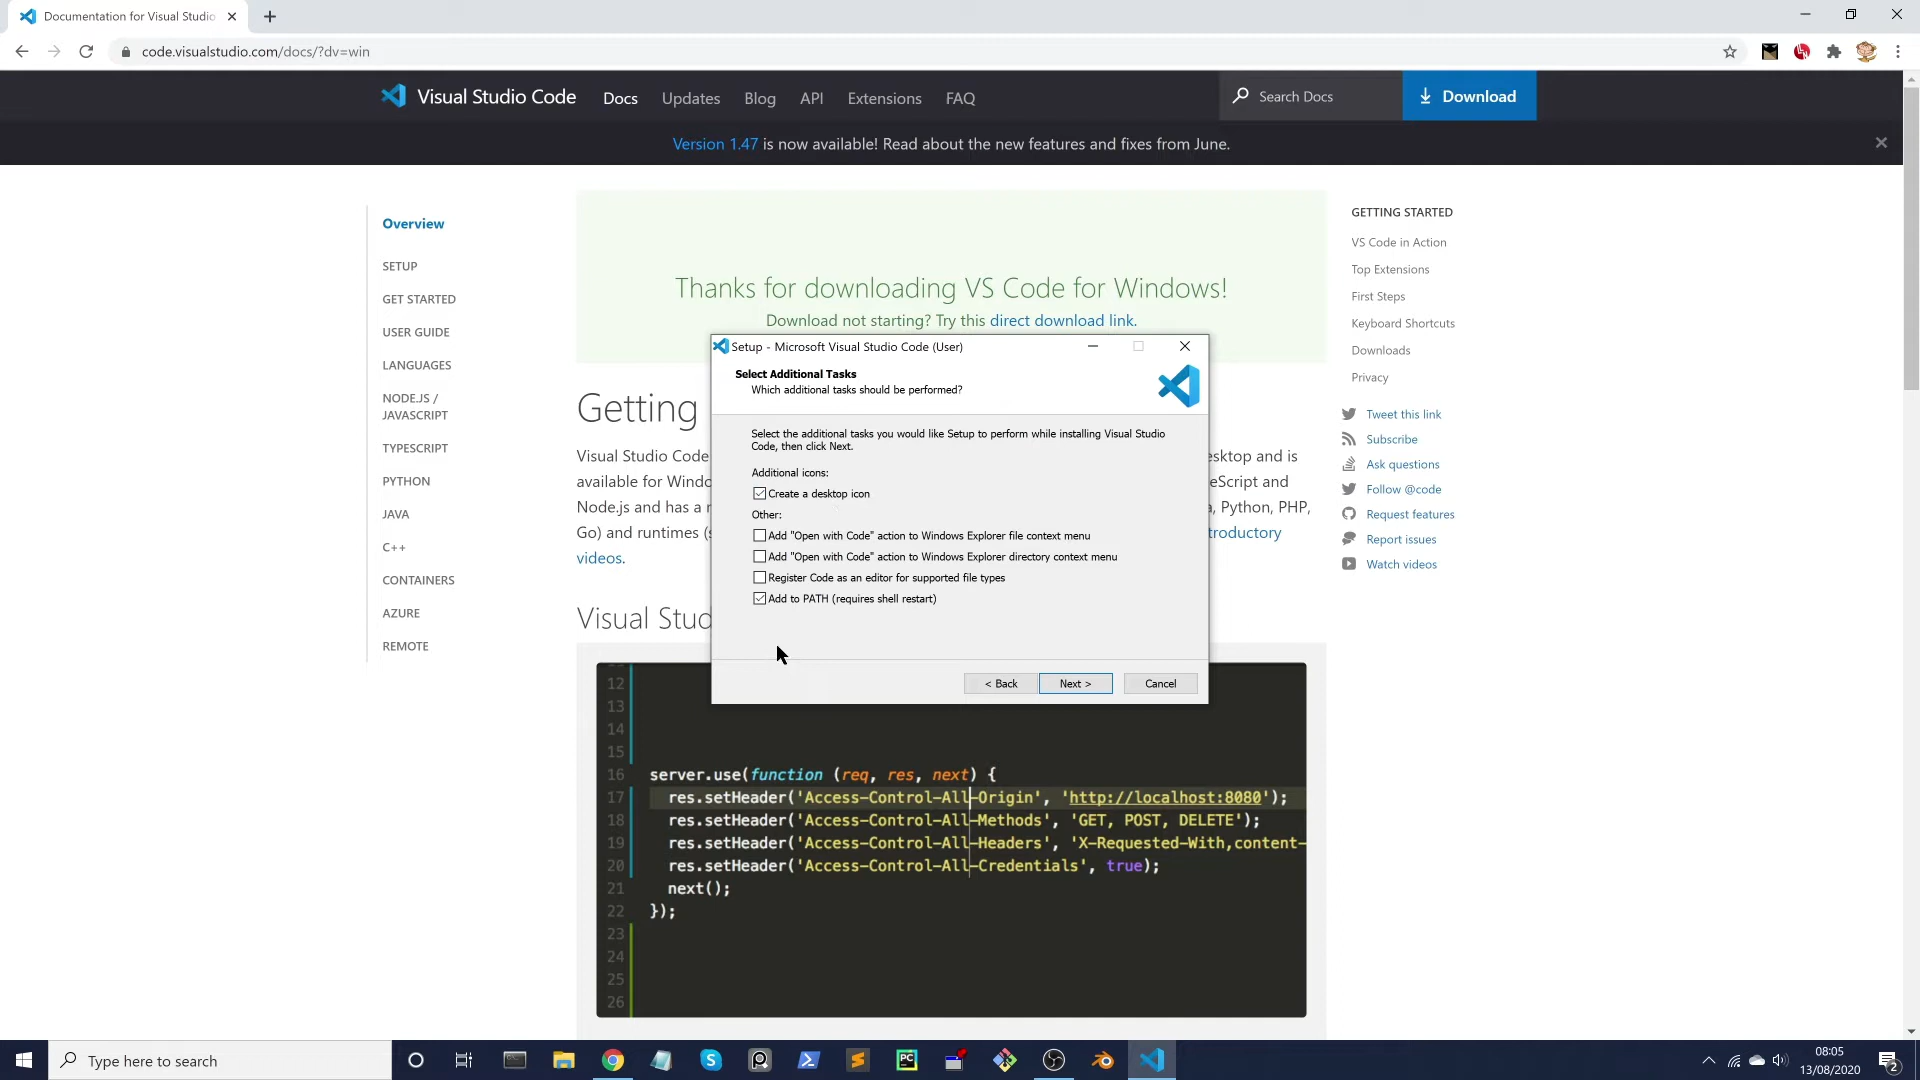 Documentation for Visual Studio
code.visualstudio.com/docs/?dv=win
Visual Studio Code
Docs
Updates
Blog
API
Extensions
FAQ
Search Docs
Download
Version 1.47 is now available! Read about the new features and fixes from June.
Overview
SETUP
GET STARTED
USER GUIDE
LANGUAGES
NODE.JS /
JAVASCRIPT
TYPESCRIPT
PYTHON
JAVA
C++
CONTAINERS
AZURE
REMOTE
Thanks for downloading VS Code for Windows!
Download not starting? Try this direct download link.
Getting
Visual Studio Code
esktop and is
available for Windo
eScript and
Node.js and has a r
a, Python, PHP,
Go) and runtimes (s
troductory
videos.
Visual Stud
Setup - Microsoft Visual Studio Code (User)
Select Additional Tasks
Which additional tasks should be performed?
Select the additional tasks you would like Setup to perform while installing Visual Studio
Code, then click Next.
Additional icons:
Create a desktop icon
Other:
Add "Open with Code" action to Windows Explorer file context menu
Add "Open with Code" action to Windows Explorer directory context menu
Register Code as an editor for supported file types
Add to PATH (requires shell restart)
< Back
Next >
Cancel
12
13
14
15
16 server.use(function (req, res, next) {
17 res.setHeader('Access-Control-All-Origin', 'http://localhost:8080');
18 res.setHeader('Access-Control-All-Methods', 'GET, POST, DELETE');
19 res.setHeader('Access-Control-All-Headers', 'X-Requested-With,content-
20 res.setHeader('Access-Control-All-Credentials', true);
21 next();
22 });
23
24
25
26
GETTING STARTED
VS Code in Action
Top Extensions
First Steps
Keyboard Shortcuts
Downloads
Privacy
Tweet this link
Subscribe
Ask questions
Follow @code
Request features
Report issues
Watch videos
Type here to search
08:05
13/08/2020
2